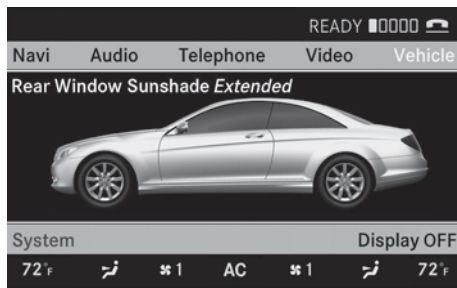 READY
Navi Audio Telephone Video Vehicle
Rear Window Sunshade Extended
System Display OFF
72°F 1 AC 1 72°F